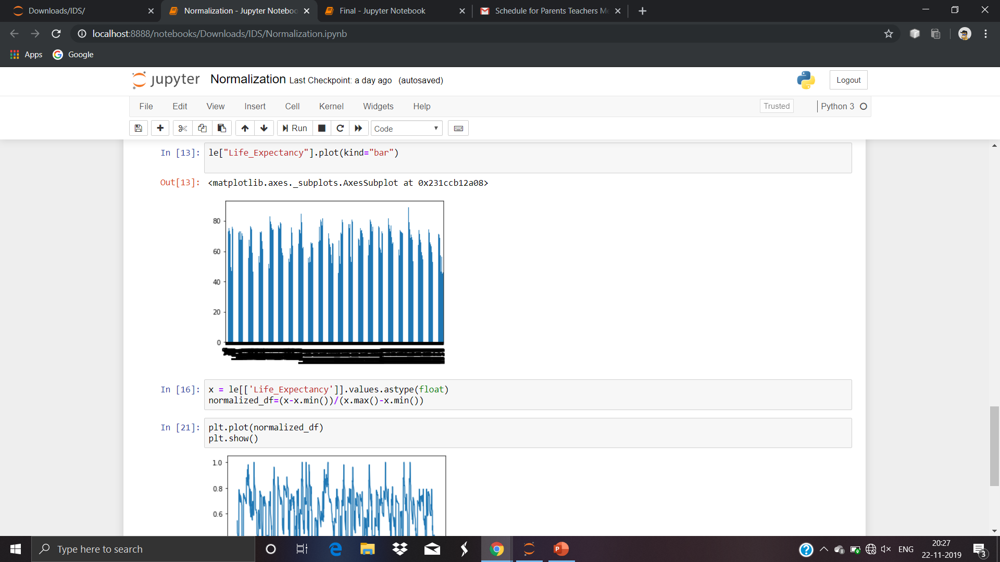 Downloads/IDS/
Normalization - Jupyter Noteboo
Final - Jupyter Notebook
Schedule for Parents Teachers Me
localhost:8888/notebooks/Downloads/IDS/Normalization.ipynb
Apps
Google
jupyter Normalization Last Checkpoint: a day ago (autosaved)
Logout
File Edit View Insert Cell Kernel Widgets Help
Trusted
Python 3
Run
Code
In [13]: le["Life_Expectancy"].plot(kind="bar")
Out[13]: <matplotlib.axes._subplots.AxesSubplot at 0x231ccb12a08>
80
60
40
20
0
In [16]: x = le[['Life_Expectancy']].values.astype(float)
normalized_df=(x-x.min())/(x.max()-x.min())
In [21]: plt.plot(normalized_df)
plt.show()
1.0
0.8
0.6
Type here to search
ENG
20:27
22-11-2019
3